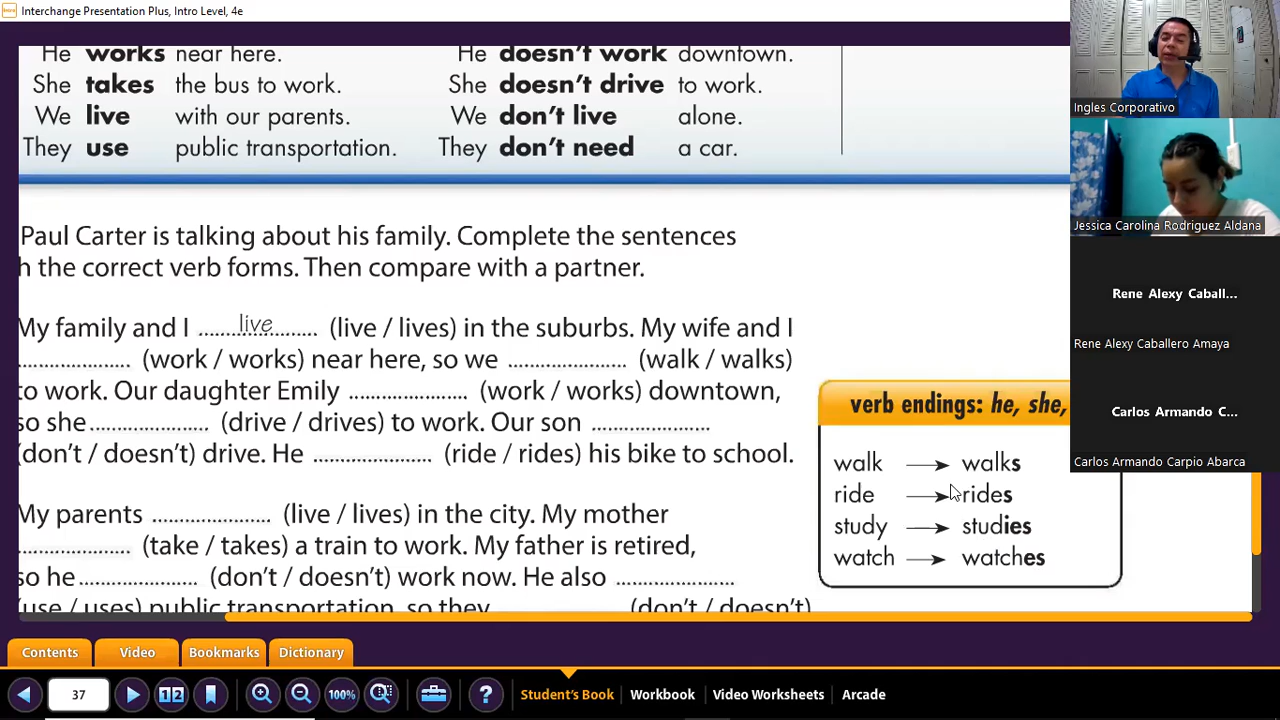 Interchange Presentation Plus, Intro Level, 4e
He works near here. He doesn't work downtown.
She takes the bus to work. She doesn't drive to work.
We live with our parents. We don't live alone.
They use public transportation. They don't need a car.
Paul Carter is talking about his family. Complete the sentences
h the correct verb forms. Then compare with a partner.
My family and I live (live / lives) in the suburbs. My wife and I
.................... (work / works) near here, so we ..................... (walk / walks)
to work. Our daughter Emily ..................... (work / works) downtown,
so she ..................... (drive / drives) to work. Our son .....................
(don't / doesn't) drive. He ..................... (ride / rides) his bike to school.
My parents ..................... (live / lives) in the city. My mother
.................... (take / takes) a train to work. My father is retired,
so he ..................... (don't / doesn't) work now. He also .....................
(use / uses) public transportation, so they ..................... (don't / doesn't)
verb endings: he, she,
walk → walks
ride → rides
study → studies
watch → watches
Ingles Corporativo
Jessica Carolina Rodriguez Aldana
Rene Alexy Caball...
Rene Alexy Caballero Amaya
Carlos Armando C...
Carlos Armando Carpio Abarca
Contents Video Bookmarks Dictionary
37 12 100% ? Student's Book Workbook Video Worksheets Arcade